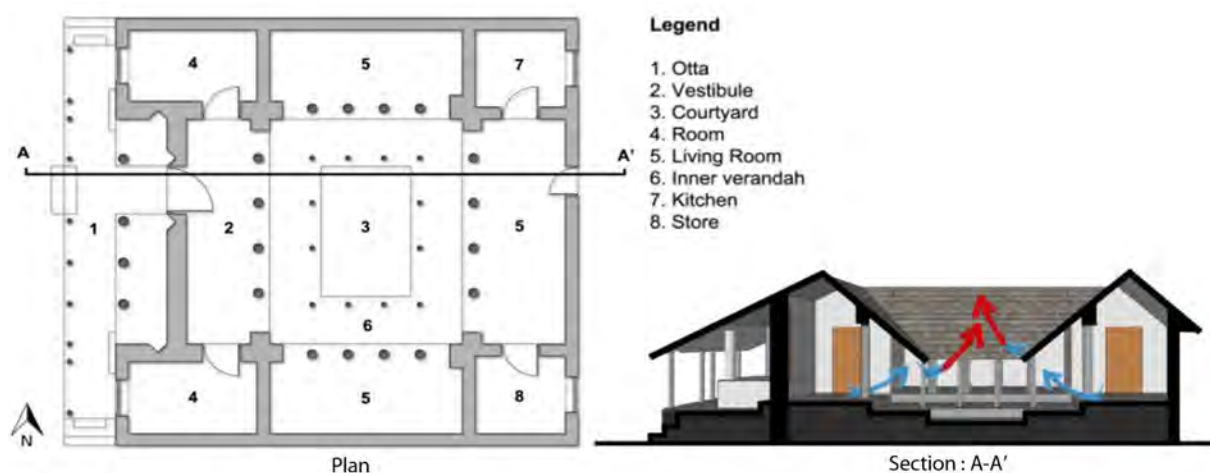 4
5
7
A
A'
1
2
3
5
6
4
5
8
N
Plan
Legend
1. Otta
2. Vestibule
3. Courtyard
4. Room
5. Living Room
6. Inner verandah
7. Kitchen
8. Store
Section : A-A'